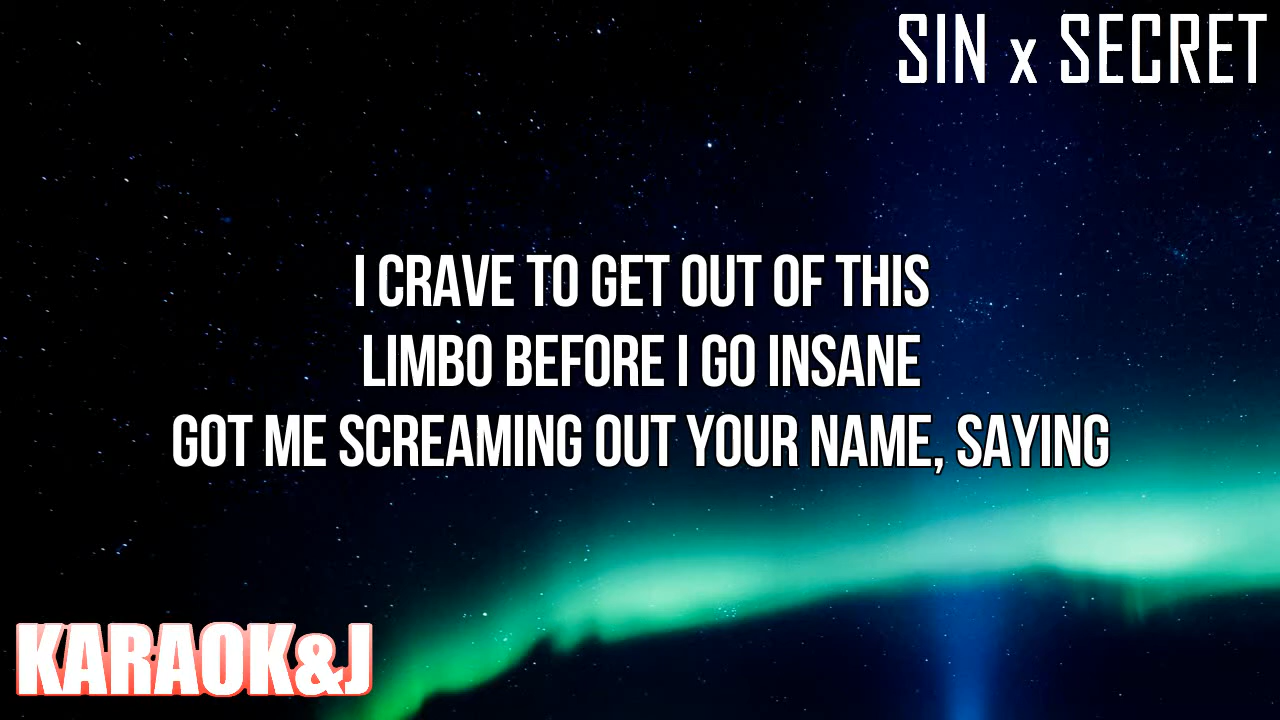 SIN x SECRET
I CRAVE TO GET OUT OF THIS
LIMBO BEFORE I GO INSANE
GOT ME SCREAMING OUT YOUR NAME, SAYING
KARAOK&J